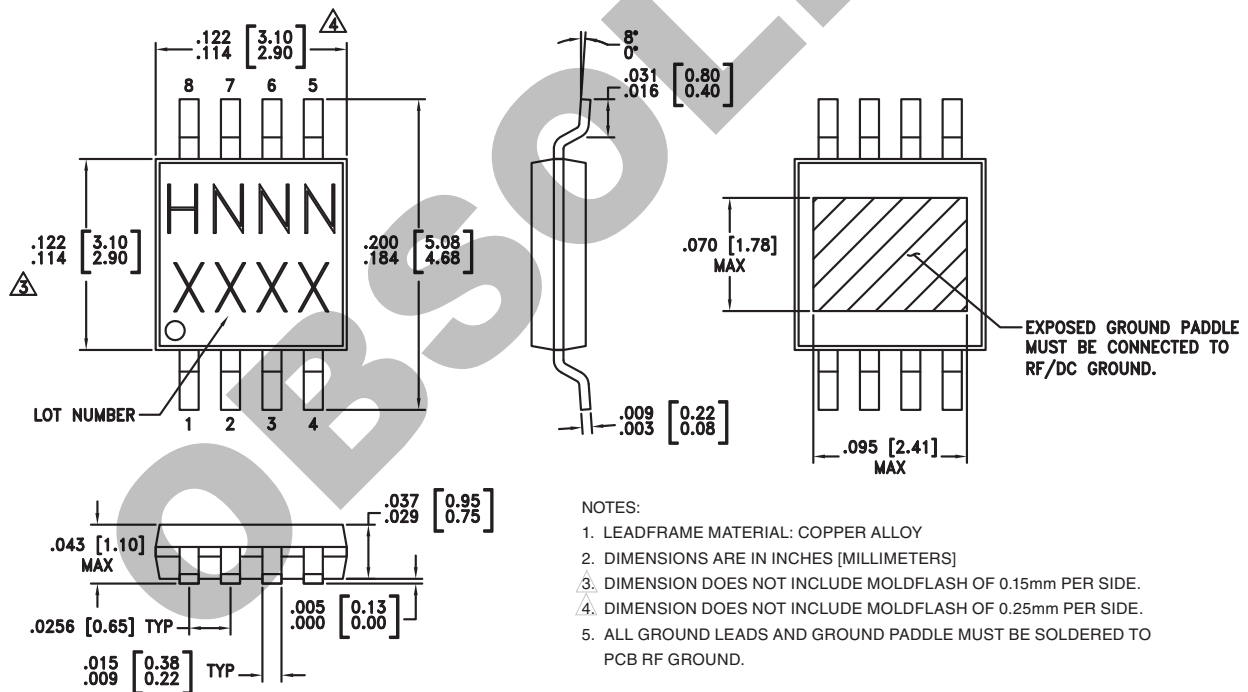 .122 [3.10]
.114 [2.90]
4
8 7 6 5
HNNN
XXXX
.122 [3.10]
.114 [2.90]
3
.200 [5.08]
.184 [4.68]
LOT NUMBER
1 2 3 4
8°
0°
.031 [0.80]
.016 [0.40]
.009 [0.22]
.003 [0.08]
.070 [1.78]
MAX
EXPOSED GROUND PADDLE
MUST BE CONNECTED TO
RF/DC GROUND.
.095 [2.41]
MAX
.037 [0.95]
.029 [0.75]
.043 [1.10]
MAX
.005 [0.13]
.000 [0.00]
.0256 [0.65] TYP
.015 [0.38]
.009 [0.22]
TYP
NOTES:
1. LEADFRAME MATERIAL: COPPER ALLOY
2. DIMENSIONS ARE IN INCHES [MILLIMETERS]
3. DIMENSION DOES NOT INCLUDE MOLDFLASH OF 0.15mm PER SIDE.
4. DIMENSION DOES NOT INCLUDE MOLDFLASH OF 0.25mm PER SIDE.
5. ALL GROUND LEADS AND GROUND PADDLE MUST BE SOLDERED TO
PCB RF GROUND.